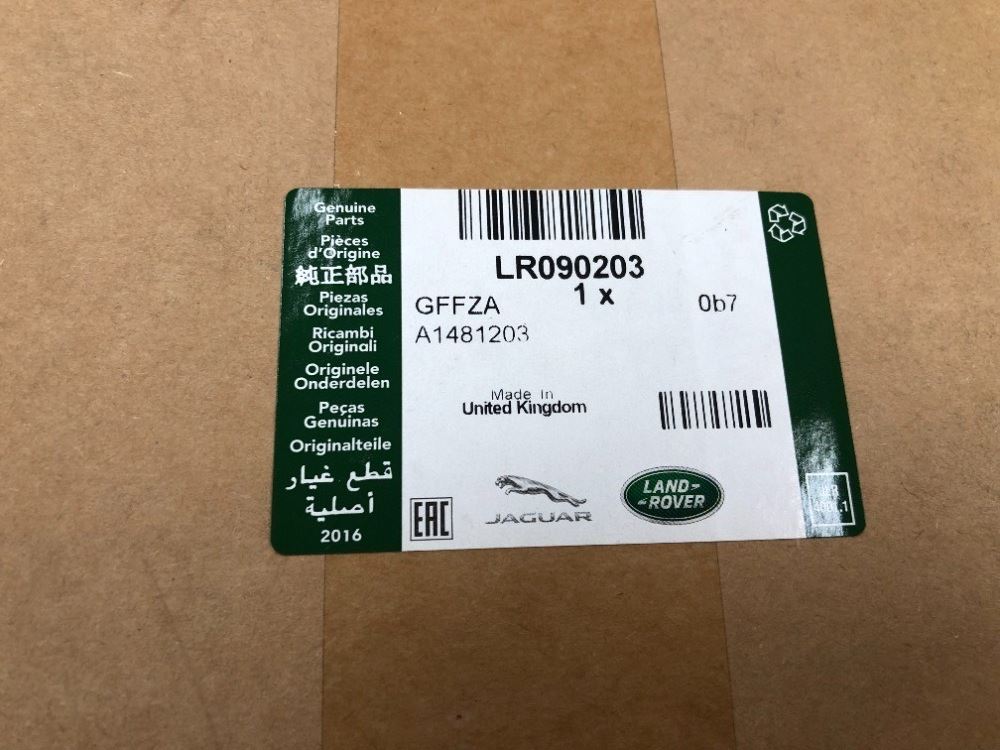 Genuine
Parts
Pièces
d'Origine
純正部品
Piezas
Originales
Ricambi
Originali
Originele
Onderdelen
Peças
Genuinas
Originalteile
قطع غيار
أصلية
2016
LR090203
1 x
GFFZA
0b7
A1481203
Made In
United Kingdom
EAC
JAGUAR
LAND-
-ROVER